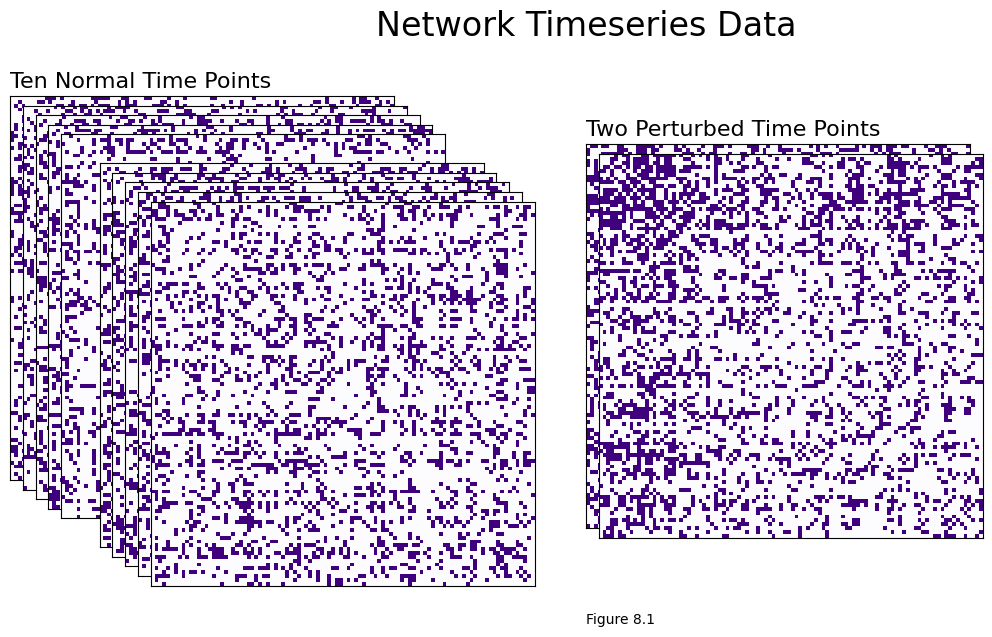 Network Timeseries Data
Ten Normal Time Points
Two Perturbed Time Points
Figure 8.1